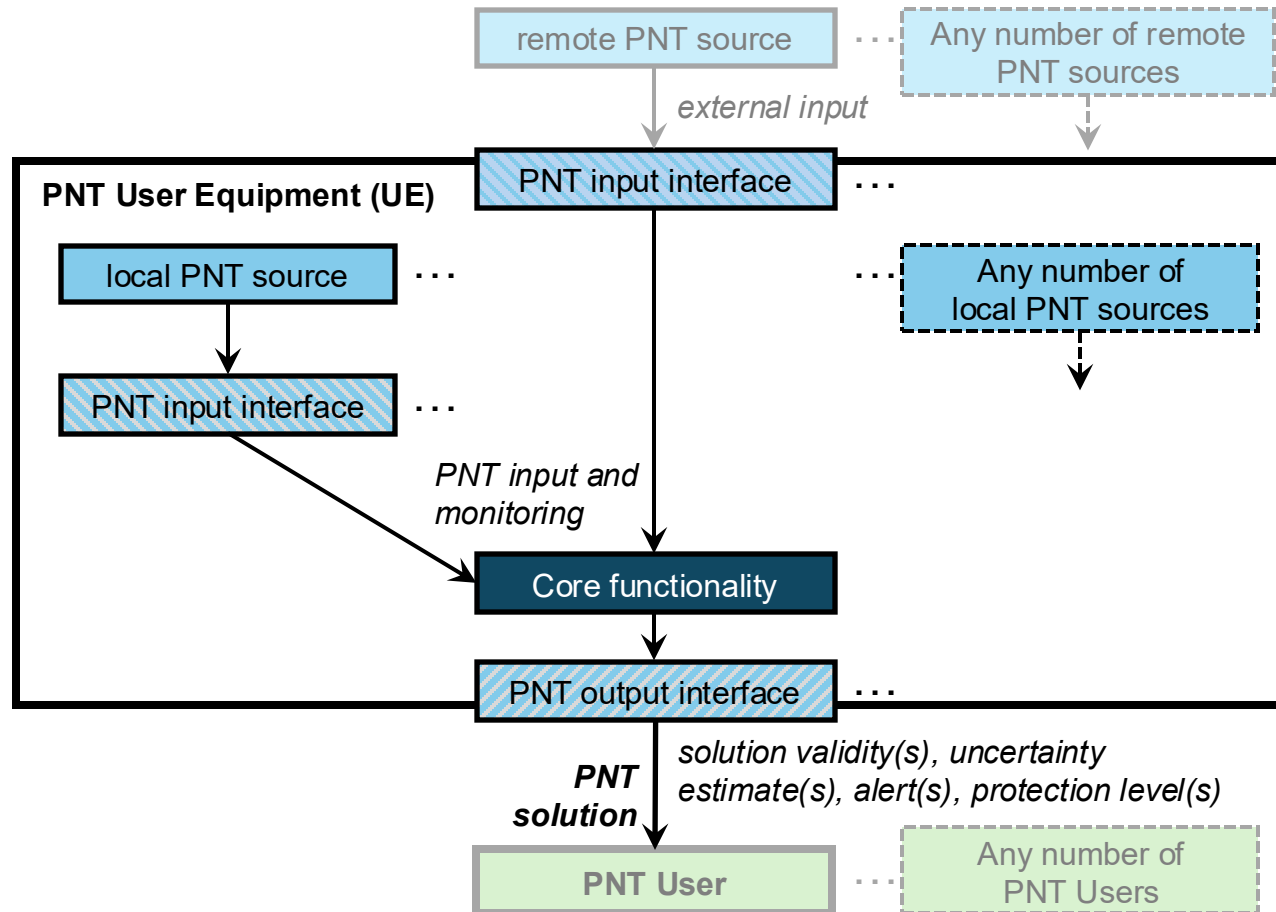 remote PNT source
...
Any number of remote
PNT sources
external input
PNT input interface
...
PNT User Equipment (UE)
local PNT source
...
...
Any number of
local PNT sources
PNT input interface
...
PNT input and
monitoring
Core functionality
PNT output interface
...
PNT
solution
solution validity(s), uncertainty
estimate(s), alert(s), protection level(s)
PNT User
...
Any number of
PNT Users